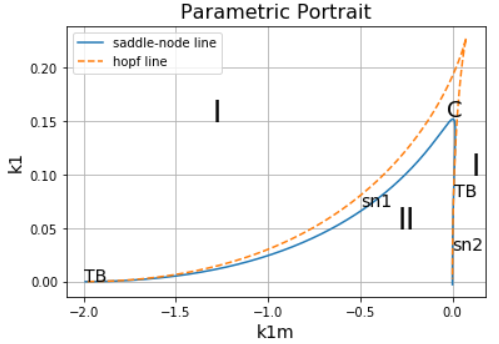 Parametric Portrait
saddle-node line
hopf line
k1
0.20
0.15
0.10
0.05
0.00
I
C
I
sn1
TB
II
sn2
TB
−2.0
−1.5
−1.0
−0.5
0.0
k1m